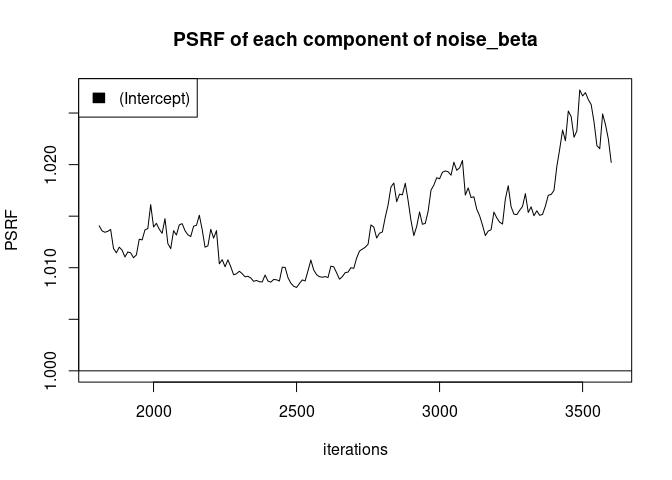 PSRF of each component of noise_beta
(Intercept)
PSRF
1.020
1.010
1.000
2000 2500 3000 3500
iterations